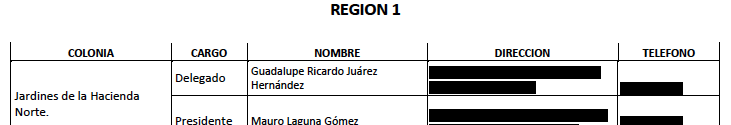 REGION 1
COLONIA CARGO NOMBRE DIRECCION TELEFONO
Jardines de la Hacienda
Norte.
Delegado
Guadalupe Ricardo Juárez
Hernández
Presidente
Mauro Laguna Gómez